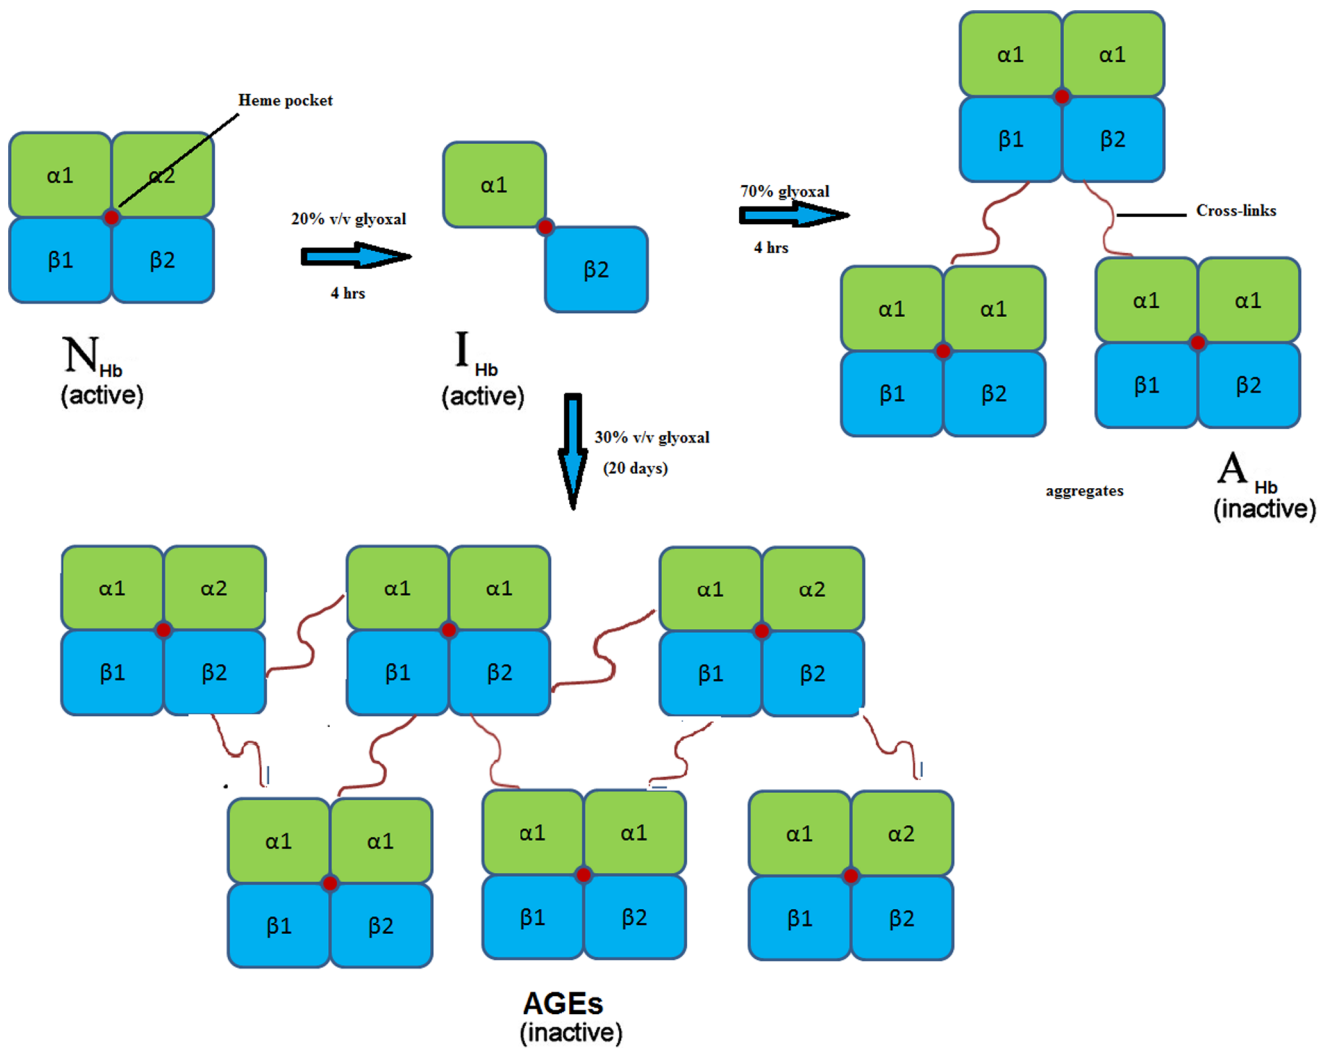 Heme pocket
α1 α2
β1 β2
N Hb
(active)
20% v/v glyoxal
4 hrs
α1
β2
I Hb
(active)
70% glyoxal
4 hrs
α1 α1
β1 β2
Cross-links
α1 α1
β1 β2
α1 α1
β1 β2
aggregates
A Hb
(inactive)
30% v/v glyoxal
(20 days)
α1 α2
β1 β2
α1 α1
β1 β2
α1 α2
β1 β2
α1 α1
β1 β2
α1 α1
β1 β2
α1 α2
β1 β2
AGEs
(inactive)